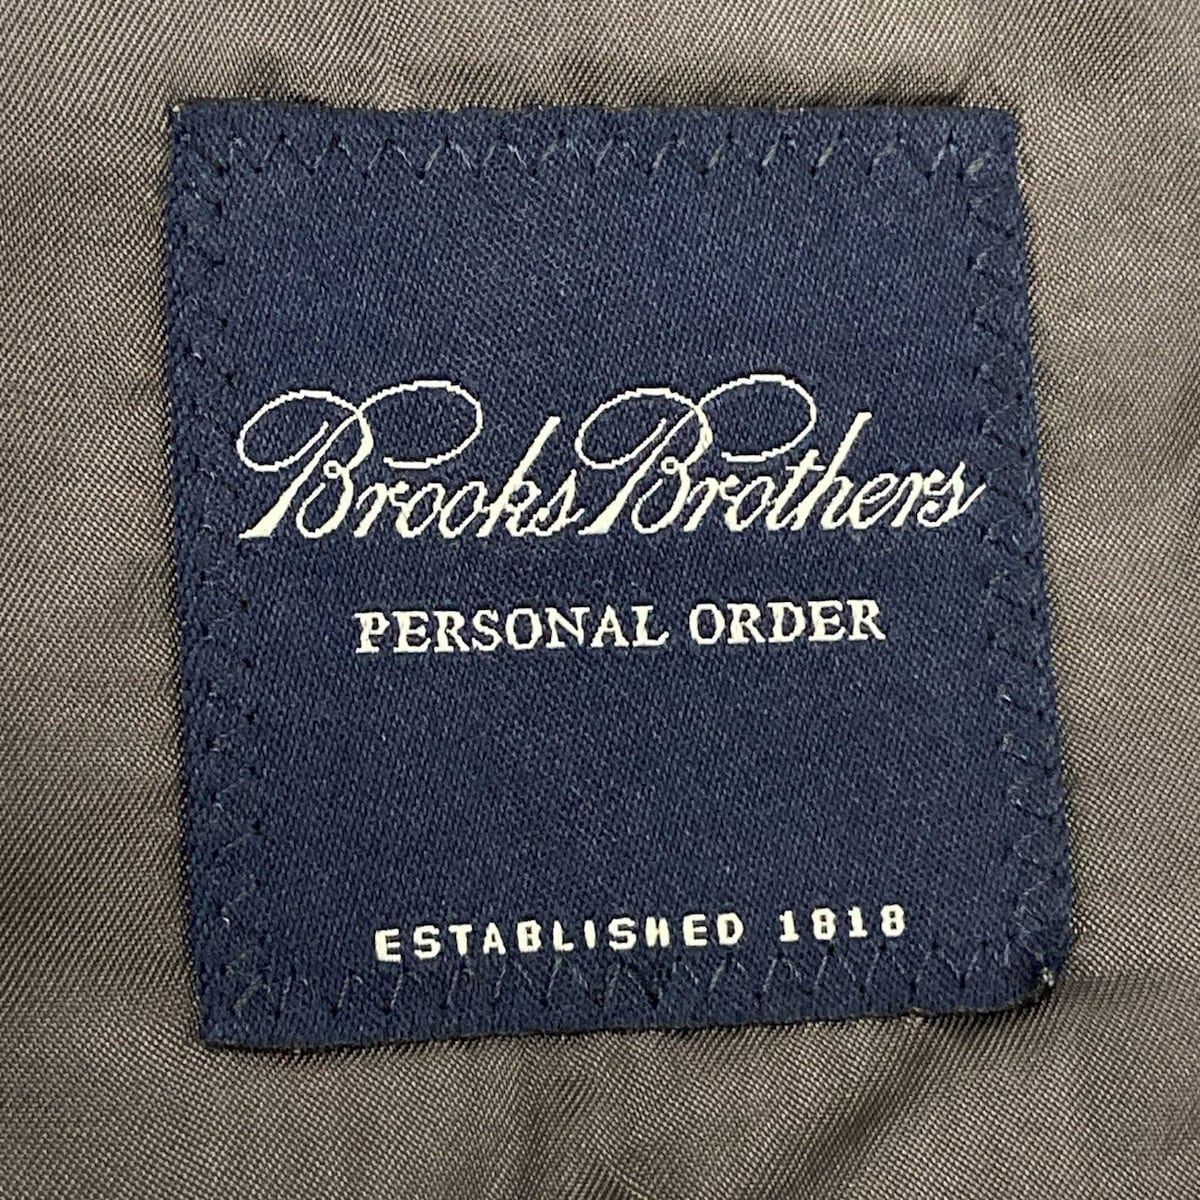 Brooks Brothers
PERSONAL ORDER
ESTABLISHED 1818